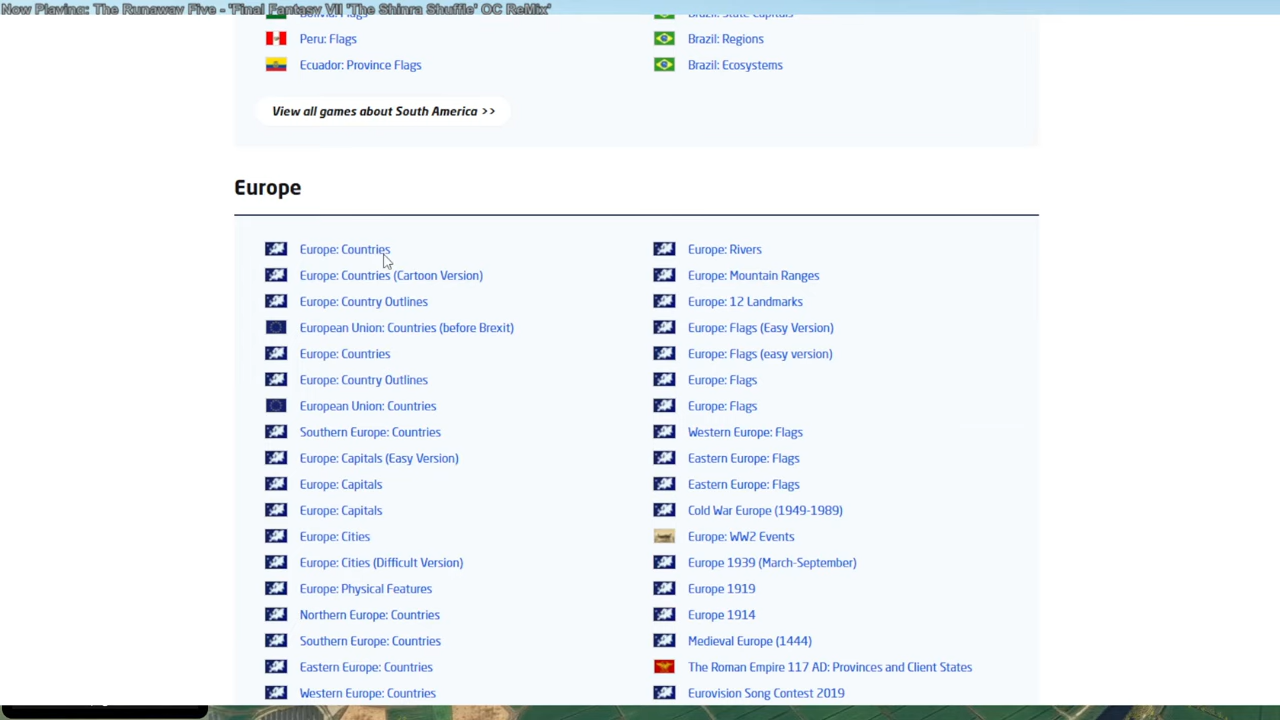 Now Playing: The Runaway Five - 'Final Fantasy VII 'The Shinra Shuffle' OC ReMix'
Bolivia: Flags
Peru: Flags
Ecuador: Province Flags
Brazil: State Capitals
Brazil: Regions
Brazil: Ecosystems
View all games about South America >>
Europe
Europe: Countries
Europe: Countries (Cartoon Version)
Europe: Country Outlines
European Union: Countries (before Brexit)
Europe: Countries
Europe: Country Outlines
European Union: Countries
Southern Europe: Countries
Europe: Capitals (Easy Version)
Europe: Capitals
Europe: Capitals
Europe: Cities
Europe: Cities (Difficult Version)
Europe: Physical Features
Northern Europe: Countries
Southern Europe: Countries
Eastern Europe: Countries
Western Europe: Countries
Europe: Rivers
Europe: Mountain Ranges
Europe: 12 Landmarks
Europe: Flags (Easy Version)
Europe: Flags (easy version)
Europe: Flags
Europe: Flags
Western Europe: Flags
Eastern Europe: Flags
Eastern Europe: Flags
Cold War Europe (1949-1989)
Europe: WW2 Events
Europe 1939 (March-September)
Europe 1919
Europe 1914
Medieval Europe (1444)
The Roman Empire 117 AD: Provinces and Client States
Eurovision Song Contest 2019